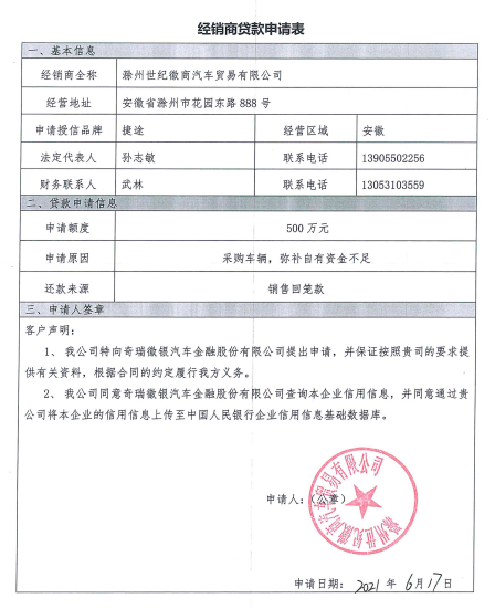 经销商贷款申请表
一、基本信息
经销商全称 滁州世纪徽商汽车贸易有限公司
经营地址 安徽省滁州市花园东路888号
申请授信品牌 捷途 经营区域 安徽
法定代表人 孙志敏 联系电话 13905502256
财务联系人 武林 联系电话 13053103559
二、贷款申请信息
申请额度 500万元
申请原因 采购车辆，弥补自有资金不足
还款来源 销售回笼款
三、申请人签章
客户声明：
1、我公司特向奇瑞徽银汽车金融股份有限公司提出申请，并保证按照贵司的要求提
供有关资料，根据合同的约定履行我方义务。
2、我公司同意奇瑞徽银汽车金融股份有限公司查询本企业信用信息，并同意通过贵
公司将本企业的信用信息上传至中国人民银行企业信用信息基础数据库。
滁州世纪徽商汽车贸易有限公司
申请人：（公章）
申请日期：2021年6月17日